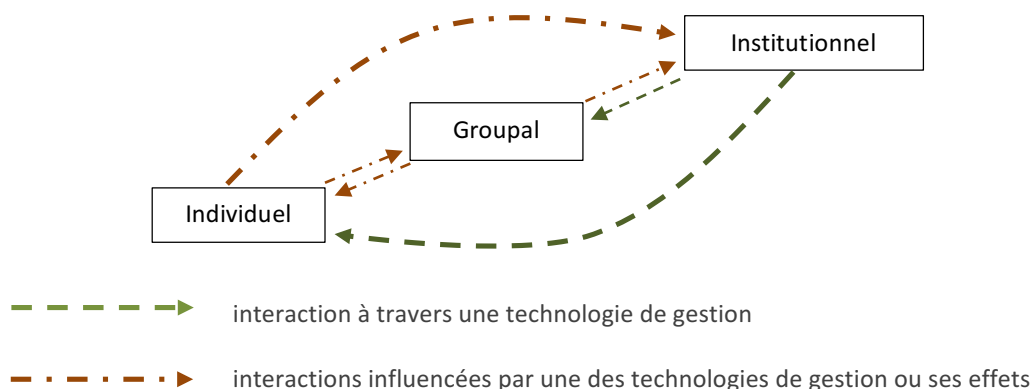 Institutionnel
Groupal
Individuel
interaction à travers une technologie de gestion
interactions influencées par une des technologies de gestion ou ses effets